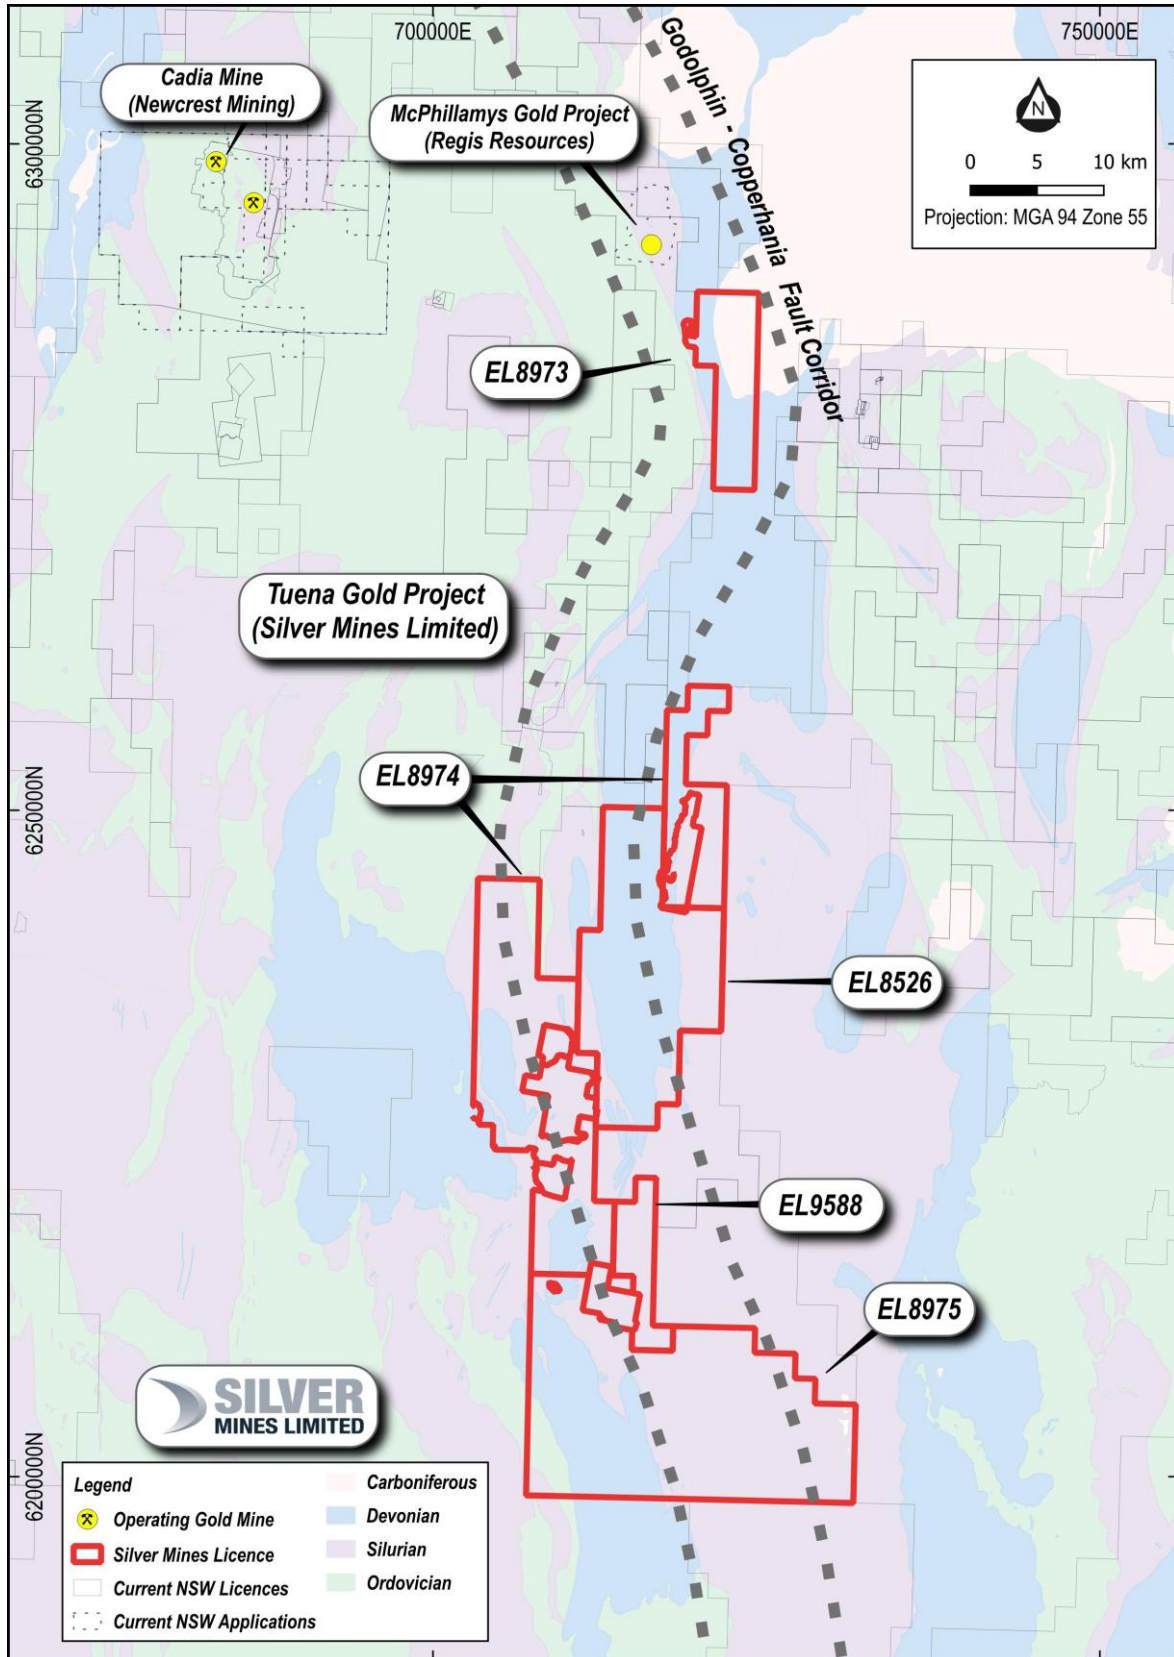 700000E
750000E
Cadia Mine
(Newcrest Mining)
McPhillamys Gold Project
(Regis Resources)
Godolphin - Copperhania Fault Corridor
N
0 5 10 km
Projection: MGA 94 Zone 55
6300000N
EL8973
Tuena Gold Project
(Silver Mines Limited)
EL8974
6250000N
EL8526
EL9588
EL8975
SILVER
MINES LIMITED
6200000N
Legend
Operating Gold Mine
Silver Mines Licence
Current NSW Licences
Current NSW Applications
Carboniferous
Devonian
Silurian
Ordovician